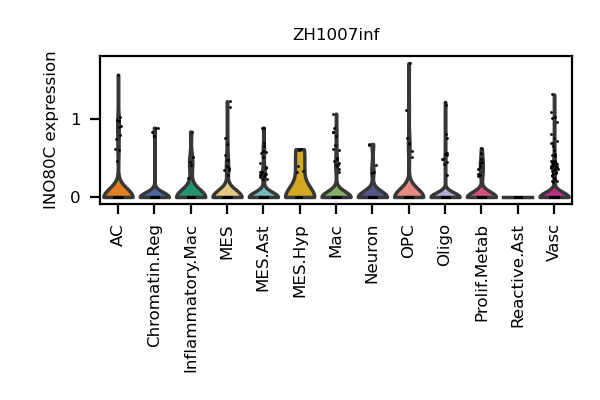 ZH1007inf
INO80C expression
1
0
AC
Chromatin.Reg
Inflammatory.Mac
MES
MES.Ast
MES.Hyp
Mac
Neuron
OPC
Oligo
Prolif.Metab
Reactive.Ast
Vasc